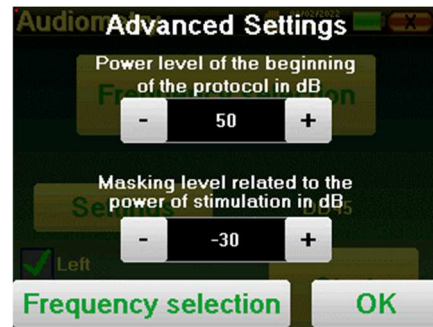 Audiom
Advanced Settings
Power level of the beginning
of the protocol in dB
- 50 +
Masking level related to the
power of stimulation in dB
- -30 +
Left
Frequency selection
OK